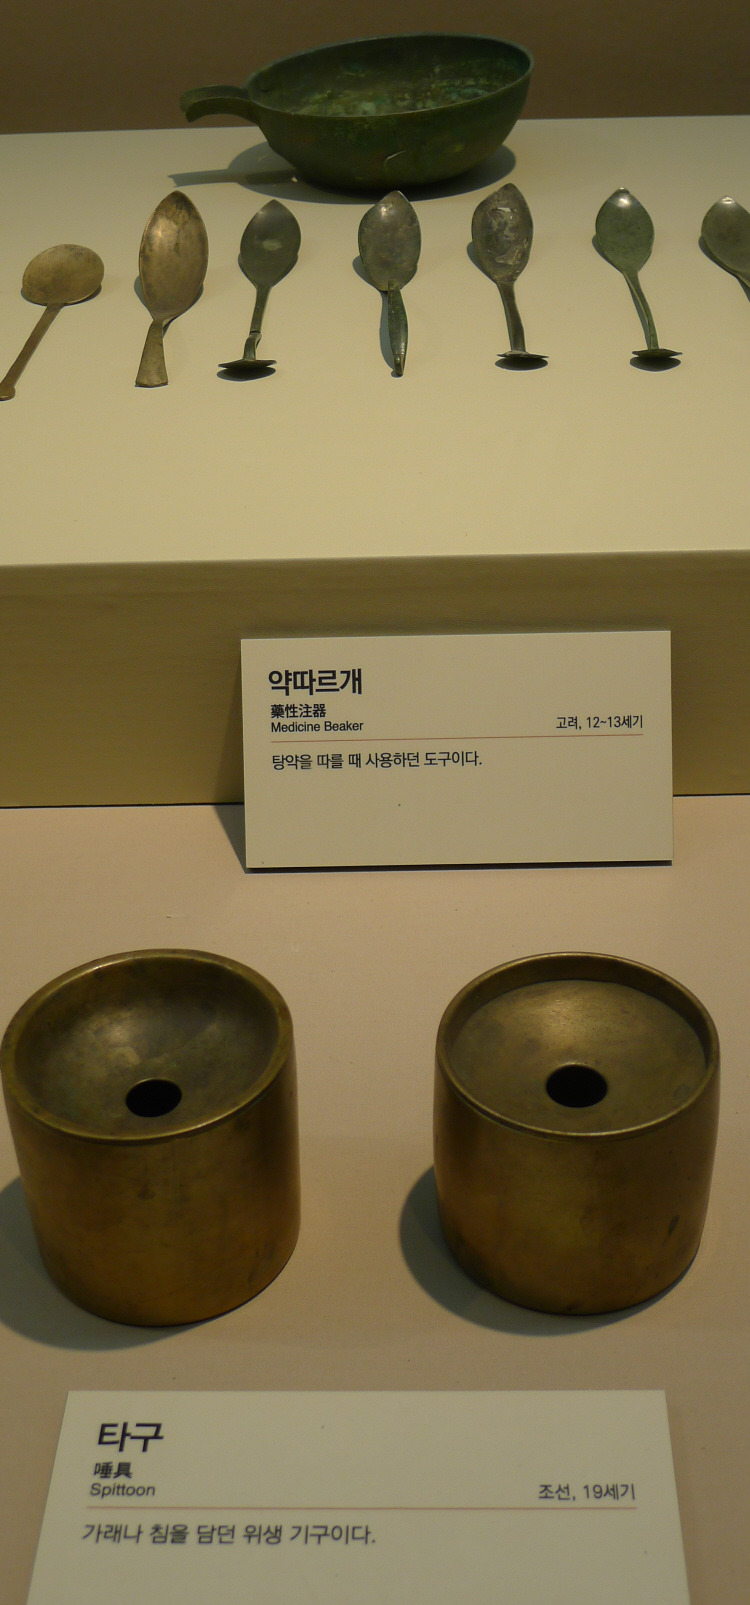 약따르개
藥性注器
Medicine Beaker
고려, 12~13세기
탕약을 따를 때 사용하던 도구이다.
타구
唾具
Spittoon
조선, 19세기
가래나 침을 담던 위생 기구이다.